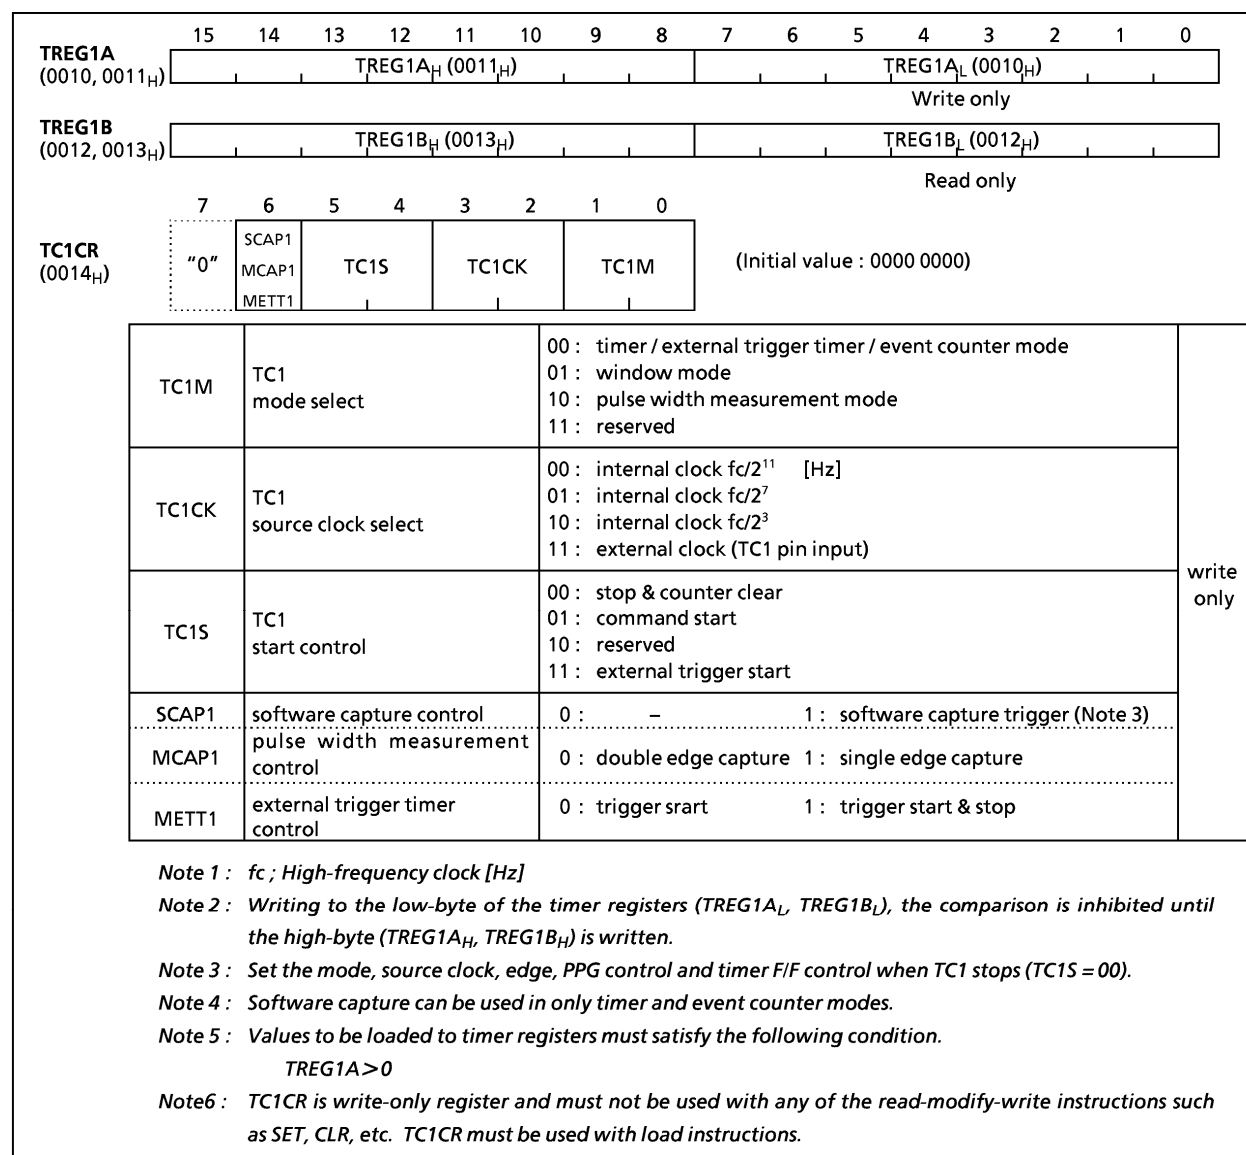 15 14 13 12 11 10 9 8 7 6 5 4 3 2 1 0
TREG1A
(0010, 0011H)
TREG1AH (0011H) TREG1AL (0010H)
Write only
TREG1B
(0012, 0013H)
TREG1BH (0013H) TREG1BL (0012H)
Read only
7 6 5 4 3 2 1 0
TC1CR
(0014H)
"0"
SCAP1
MCAP1
METT1
TC1S TC1CK TC1M
(Initial value : 0000 0000)
TC1M
TC1
mode select
00 : timer / external trigger timer / event counter mode
01 : window mode
10 : pulse width measurement mode
11 : reserved
TC1CK
TC1
source clock select
00 : internal clock fc/2¹¹ [Hz]
01 : internal clock fc/2⁷
10 : internal clock fc/2³
11 : external clock (TC1 pin input)
TC1S
TC1
start control
00 : stop & counter clear
01 : command start
10 : reserved
11 : external trigger start
write
only
SCAP1 software capture control 0 : – 1 : software capture trigger (Note 3)
MCAP1
pulse width measurement
control
0 : double edge capture 1 : single edge capture
METT1
external trigger timer
control
0 : trigger srart 1 : trigger start & stop
Note 1 : fc ; High-frequency clock [Hz]
Note 2 : Writing to the low-byte of the timer registers (TREG1AL, TREG1BL), the comparison is inhibited until
the high-byte (TREG1AH, TREG1BH) is written.
Note 3 : Set the mode, source clock, edge, PPG control and timer F/F control when TC1 stops (TC1S = 00).
Note 4 : Software capture can be used in only timer and event counter modes.
Note 5 : Values to be loaded to timer registers must satisfy the following condition.
TREG1A>0
Note6 : TC1CR is write-only register and must not be used with any of the read-modify-write instructions such
as SET, CLR, etc. TC1CR must be used with load instructions.